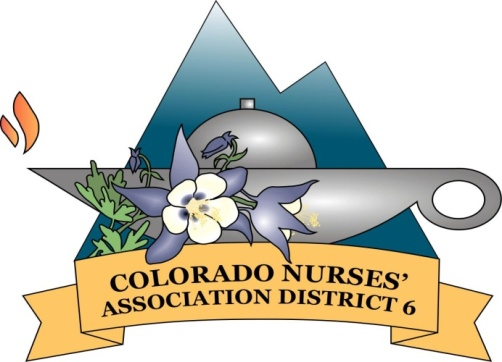 COLORADO NURSES’
ASSOCIATION DISTRICT 6